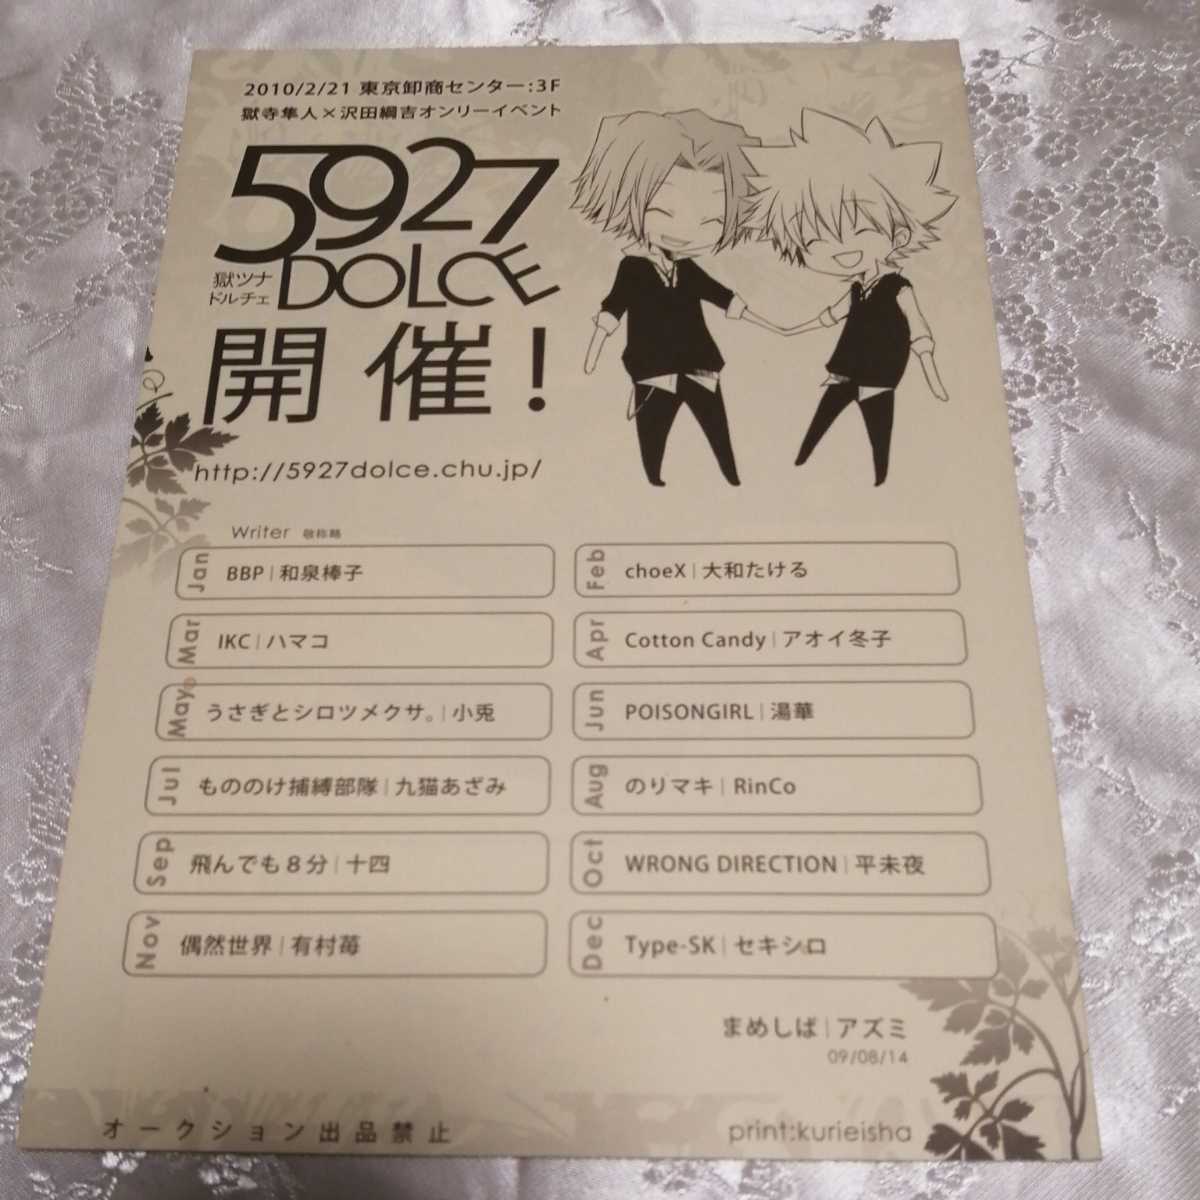 2010/2/21 東京卸商センター:3F
獄寺隼人×沢田綱吉オンリーイベント
5927
獄ツナ
ドルチェ
DOLCE
開催!
http://5927dolce.chu.jp/
Writer 敬称略
Jan BBP|和泉棒子
Feb choeX|大和たける
Mar IKC|ハマコ
Apr Cotton Candy|アオイ冬子
May うさぎとシロツメクサ。|小兎
Jun POISONGIRL|湯華
Jul もののけ捕縛部隊|九猫あざみ
Aug のりマキ|RinCo
Sep 飛んでも8分|十四
Oct WRONG DIRECTION|平未夜
Nov 偶然世界|有村苺
Dec Type-SK|セキシロ
まめしば|アズミ
09/08/14
オークション出品禁止
print:kurieisha